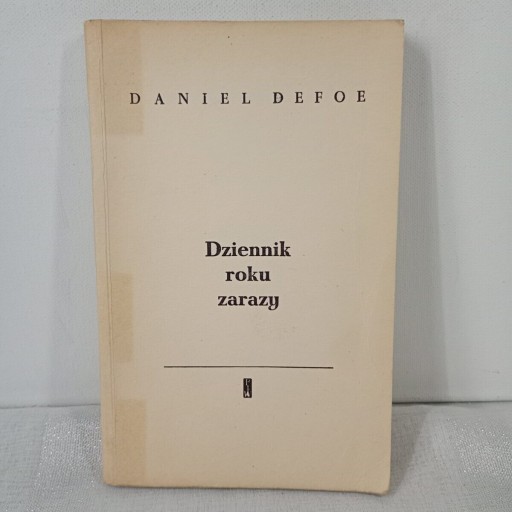 DANIEL DEFOE
Dziennik
roku
zarazy